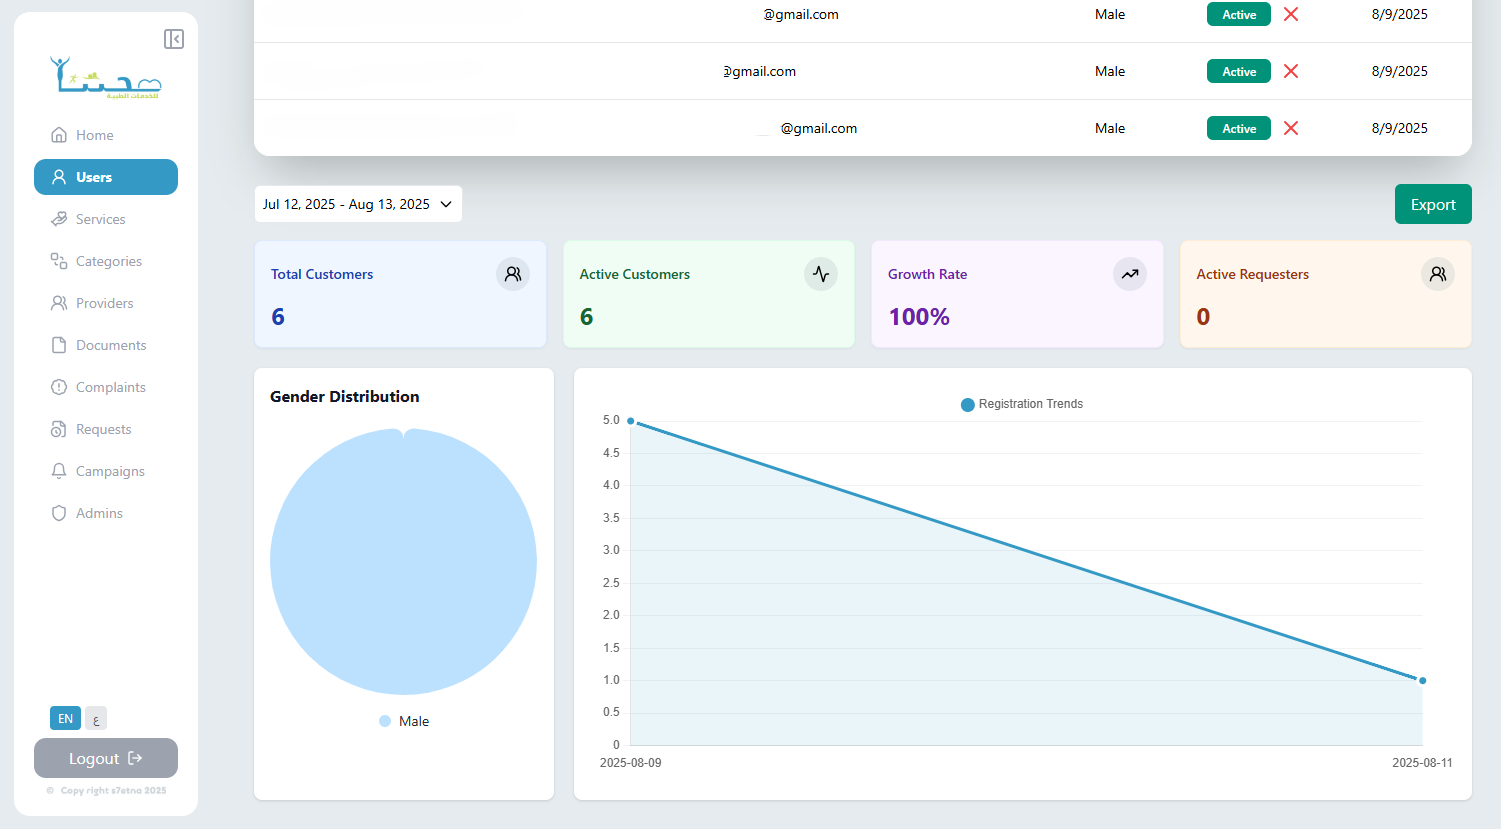 صحتنا
للخدمات الطبية
Home
Users
Services
Categories
Providers
Documents
Complaints
Requests
Campaigns
Admins
EN ع
Logout
© Copy right s7etna 2025
@gmail.com Male Active 8/9/2025
@gmail.com Male Active 8/9/2025
@gmail.com Male Active 8/9/2025
Jul 12, 2025 - Aug 13, 2025
Export
Total Customers
6
Active Customers
6
Growth Rate
100%
Active Requesters
0
Gender Distribution
Male
Registration Trends
5.0
4.5
4.0
3.5
3.0
2.5
2.0
1.5
1.0
0.5
0
2025-08-09 2025-08-11